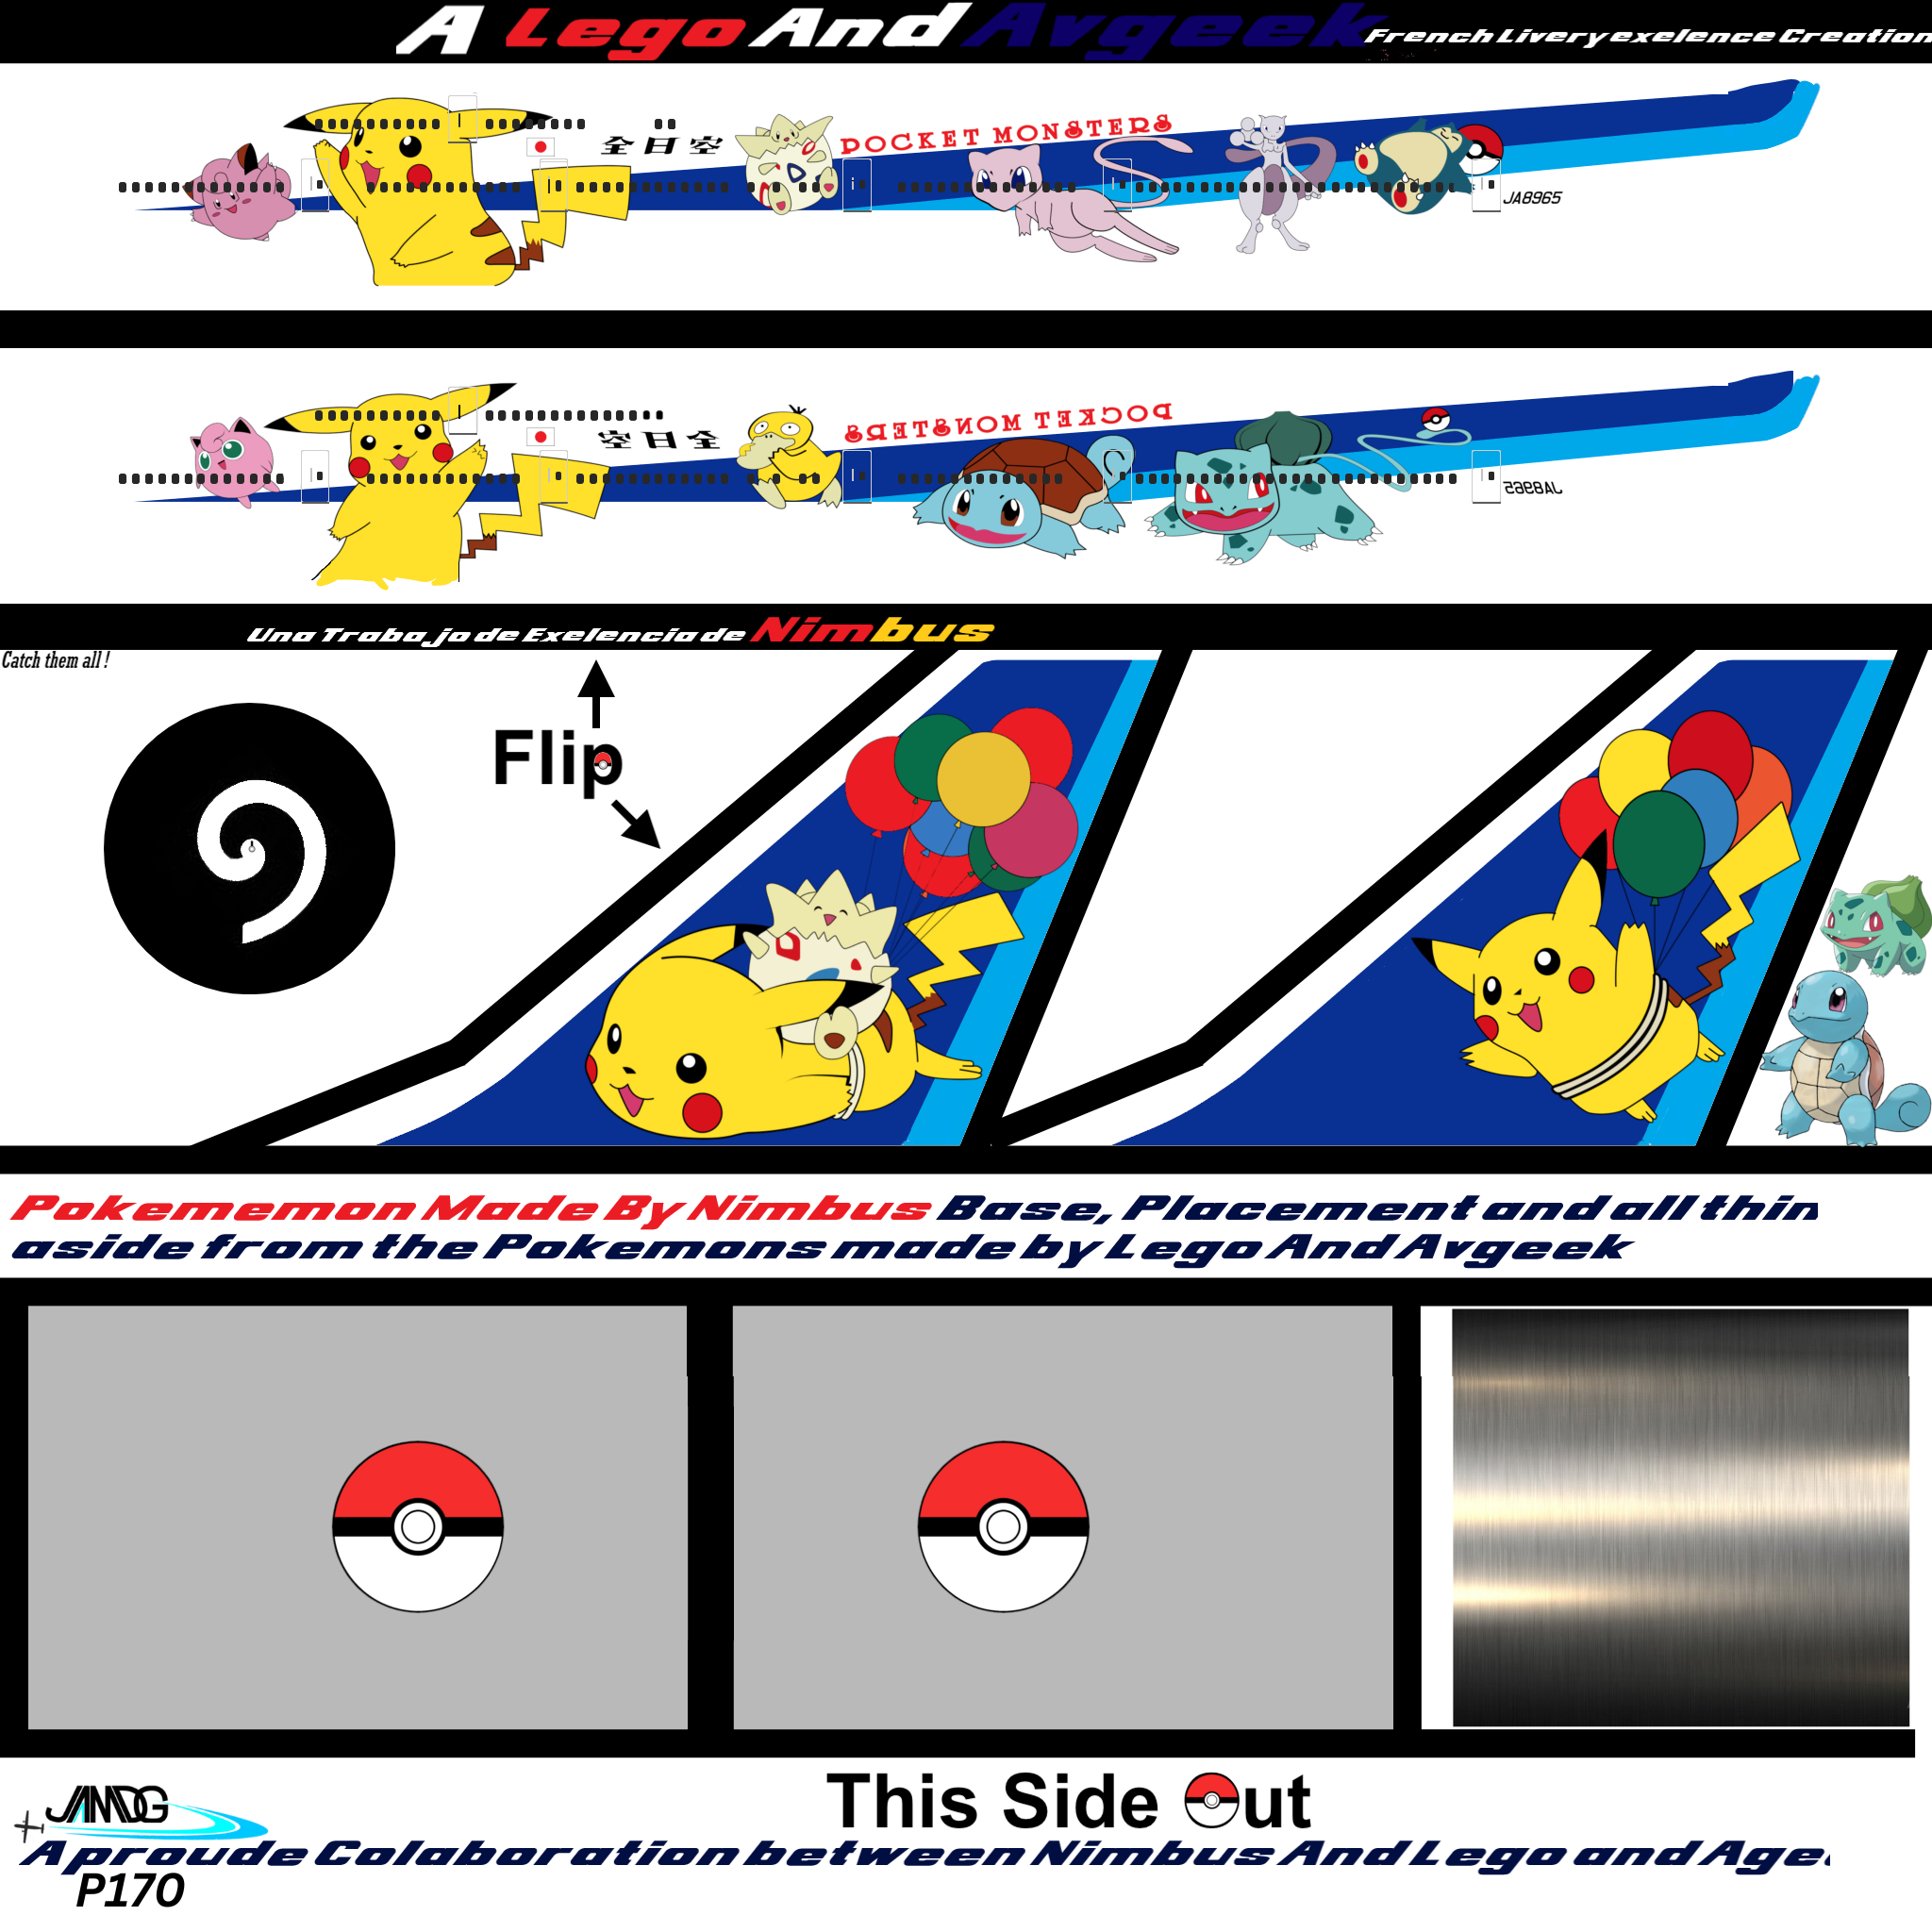 A Lego And Avgeek French Livery exelence Creation
全日空
POCKET MONSTERS
JA8965
全日空
POCKET MONSTERS
JA8965
Una Trabajo de Exelencia de Nimbus
Catch them all !
Flip
Pokememon Made By Nimbus Base, Placement and all thin
aside from the Pokemons made by Lego And Avgeek
This Side Out
JAMDG
A proude Colaboration between Nimbus And Lego and Age
P170